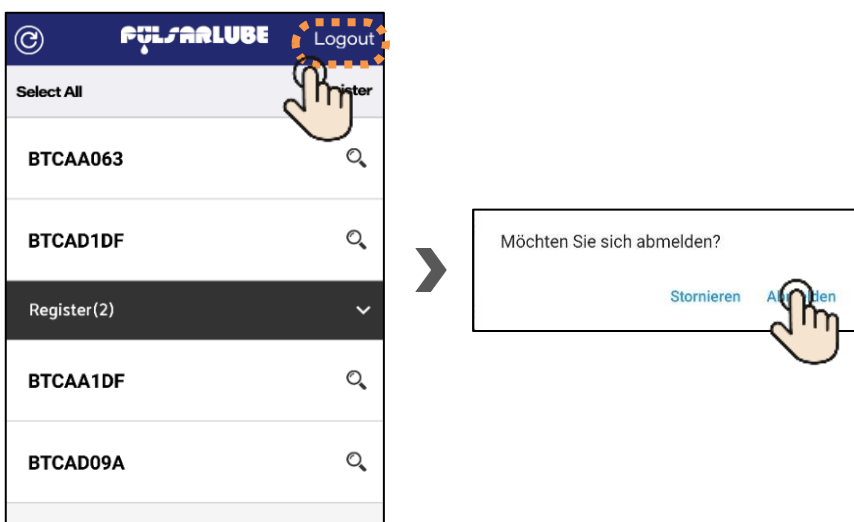 PULSARLUBE Logout
Select All
BTCAA063
BTCAD1DF
Register(2)
BTCAA1DF
BTCAD09A
Möchten Sie sich abmelden?
Stornieren